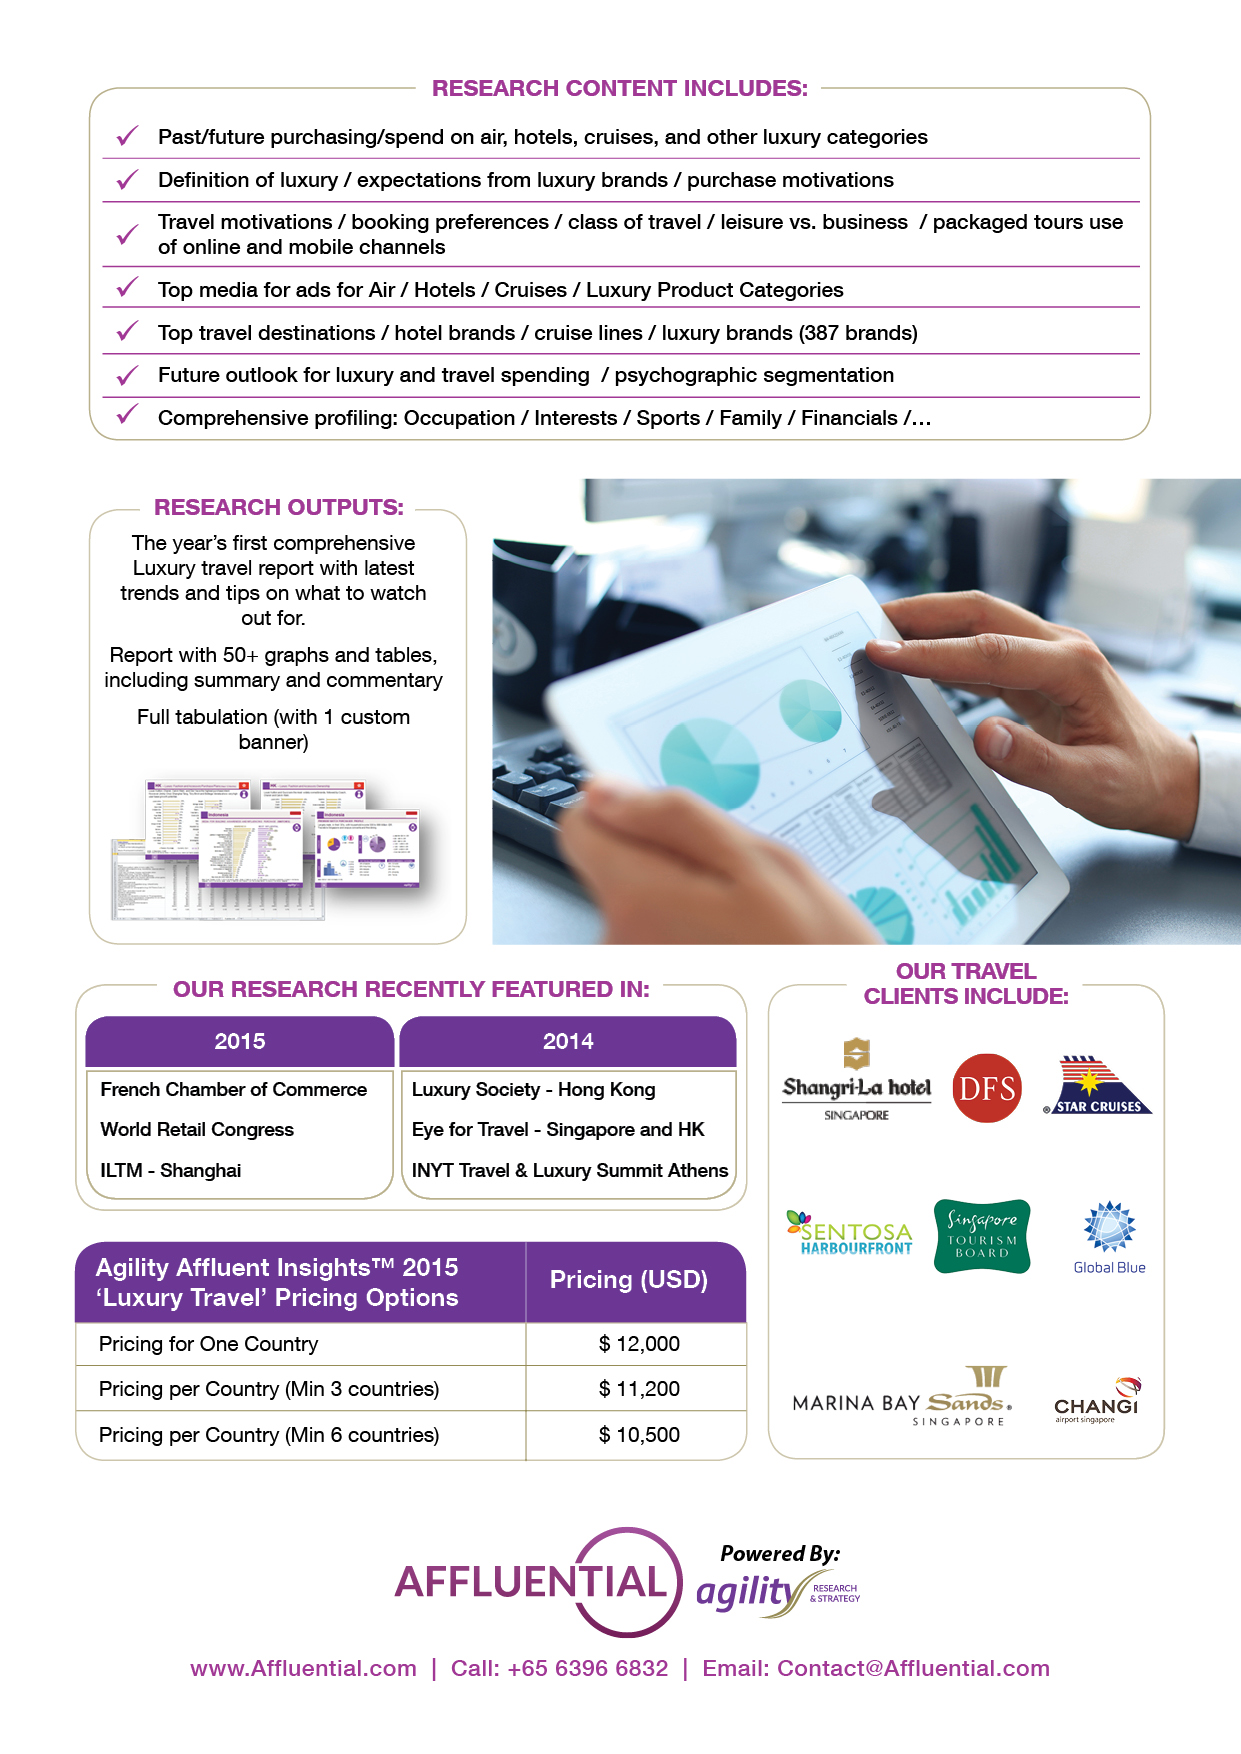 RESEARCH CONTENT INCLUDES:
Past/future purchasing/spend on air, hotels, cruises, and other luxury categories
Definition of luxury / expectations from luxury brands / purchase motivations
Travel motivations / booking preferences / class of travel / leisure vs. business / packaged tours use
of online and mobile channels
Top media for ads for Air / Hotels / Cruises / Luxury Product Categories
Top travel destinations / hotel brands / cruise lines / luxury brands (387 brands)
Future outlook for luxury and travel spending / psychographic segmentation
Comprehensive profiling: Occupation / Interests / Sports / Family / Financials /...
RESEARCH OUTPUTS:
The year's first comprehensive
Luxury travel report with latest
trends and tips on what to watch
out for.
Report with 50+ graphs and tables,
including summary and commentary
Full tabulation (with 1 custom
banner)
Indonesia
Indonesia
OUR RESEARCH RECENTLY FEATURED IN:
2015
French Chamber of Commerce
World Retail Congress
ILTM - Shanghai
2014
Luxury Society - Hong Kong
Eye for Travel - Singapore and HK
INYT Travel & Luxury Summit Athens
Agility Affluent Insights™ 2015
‘Luxury Travel’ Pricing Options
Pricing (USD)
Pricing for One Country
$ 12,000
Pricing per Country (Min 3 countries)
$ 11,200
Pricing per Country (Min 6 countries)
$ 10,500
OUR TRAVEL
CLIENTS INCLUDE:
Shangri-La hotel
SINGAPORE
DFS
® STAR CRUISES
SENTOSA
HARBOURFRONT
Singapore
TOURISM
BOARD
Global Blue
MARINA BAY Sands®
SINGAPORE
CHANGI
airport singapore
AFFLUENTIAL
Powered By:
agility
RESEARCH
& STRATEGY
www.Affluential.com | Call: +65 6396 6832 | Email: Contact@Affluential.com